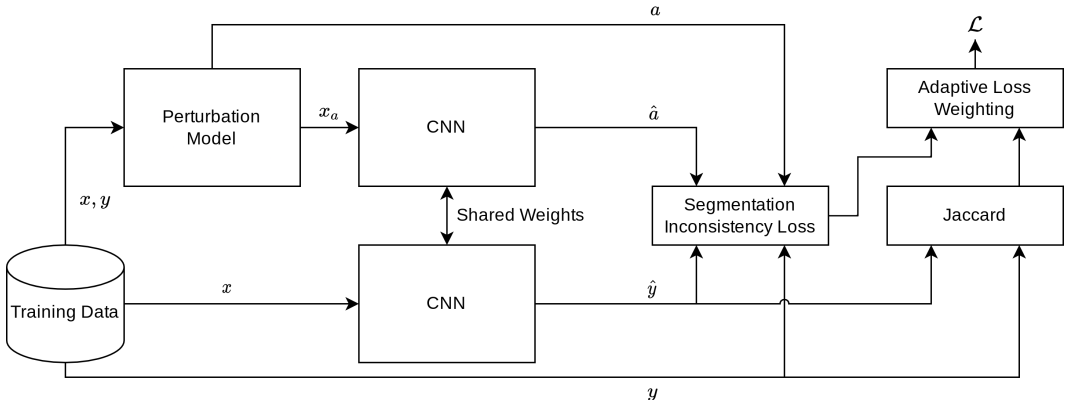 a
ℒ
Perturbation
Model
x_a
CNN
â
Adaptive Loss
Weighting
x, y
Shared Weights
Segmentation
Inconsistency Loss
Jaccard
Training Data
x
CNN
ŷ
y